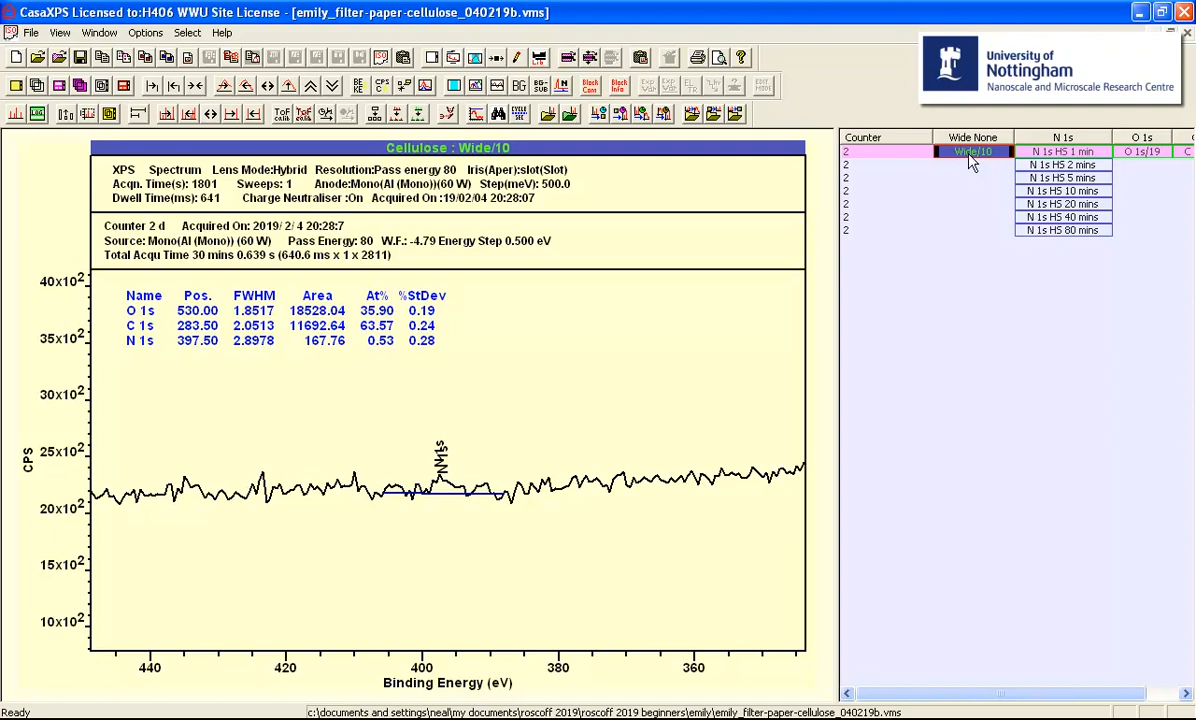 CasaXPS Licensed to:H406 WWU Site License - [emily_filter-paper-cellulose_040219b.vms]
File View Window Options Select Help
University of
Nottingham
Nanoscale and Microscale Research Centre
Counter Wide None N 1s O 1s
2 Wide/10 N 1s HS 1 min O 1s/19 C
2 N 1s HS 2 mins
2 N 1s HS 5 mins
2 N 1s HS 10 mins
2 N 1s HS 20 mins
2 N 1s HS 40 mins
2 N 1s HS 80 mins
Cellulose : Wide/10
XPS Spectrum Lens Mode:Hybrid Resolution:Pass energy 80 Iris(Aper):slot(Slot)
Acqn. Time(s): 1801 Sweeps: 1 Anode:Mono(Al (Mono))(60 W) Step(meV): 500.0
Dwell Time(ms): 641 Charge Neutraliser :On Acquired On :19/02/04 20:28:07
Counter 2 d Acquired On: 2019/ 2/ 4 20:28:7
Source: Mono(Al (Mono)) (60 W) Pass Energy: 80 W.F.: -4.79 Energy Step 0.500 eV
Total Acqu Time 30 mins 0.639 s (640.6 ms x 1 x 2811)
Name Pos. FWHM Area At% %StDev
O 1s 530.00 1.8517 18528.04 35.90 0.19
C 1s 283.50 2.0513 11692.64 63.57 0.24
N 1s 397.50 2.8978 167.76 0.53 0.28
40x10²
35x10²
30x10²
25x10²
20x10²
15x10²
10x10²
CPS
N 1s
440 420 400 380 360
Binding Energy (eV)
Ready c:\documents and settings\neal\my documents\roscoff 2019\roscoff 2019 beginners\emily\emily_filter-paper-cellulose_040219b.vms